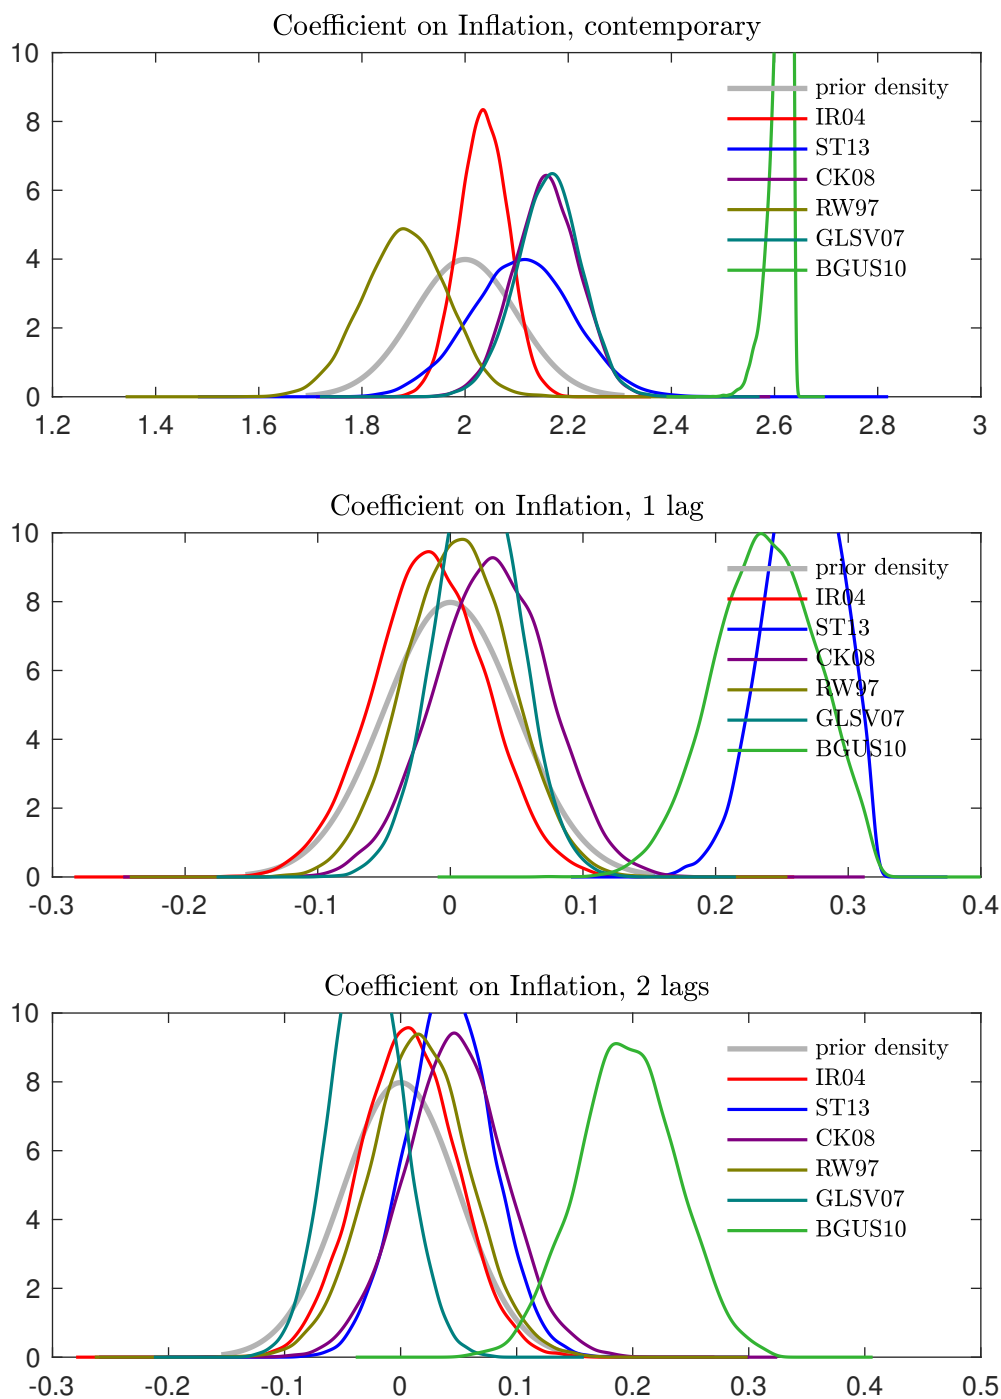 Coefficient on Inflation, contemporary
10
8
6
4
2
0
prior density
IR04
ST13
CK08
RW97
GLSV07
BGUS10
1.2 1.4 1.6 1.8 2 2.2 2.4 2.6 2.8 3
Coefficient on Inflation, 1 lag
10
8
6
4
2
0
prior density
IR04
ST13
CK08
RW97
GLSV07
BGUS10
-0.3 -0.2 -0.1 0 0.1 0.2 0.3 0.4
Coefficient on Inflation, 2 lags
10
8
6
4
2
0
prior density
IR04
ST13
CK08
RW97
GLSV07
BGUS10
-0.3 -0.2 -0.1 0 0.1 0.2 0.3 0.4 0.5